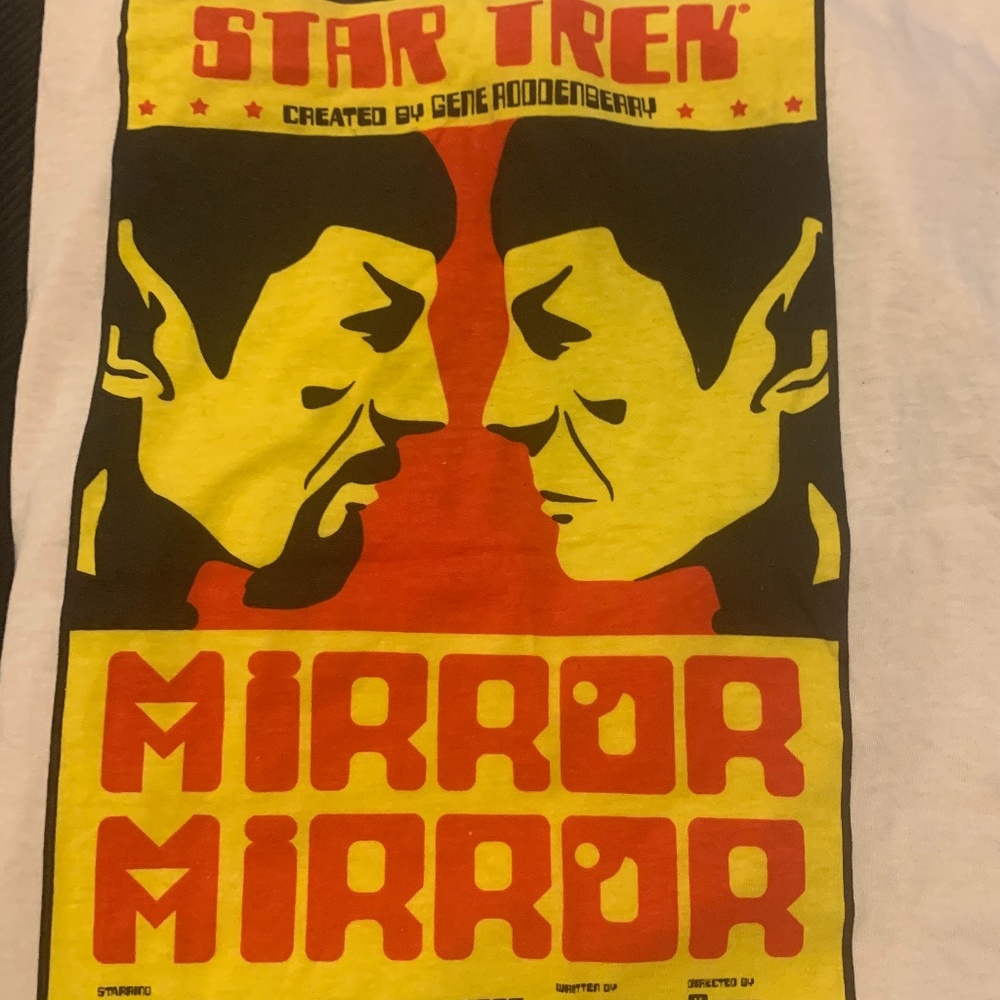 STAR TREK
CREATED BY GENE RODDENBERRY
MiRROR
MiRROR
STARRING WRITTEN BY DIRECTED BY